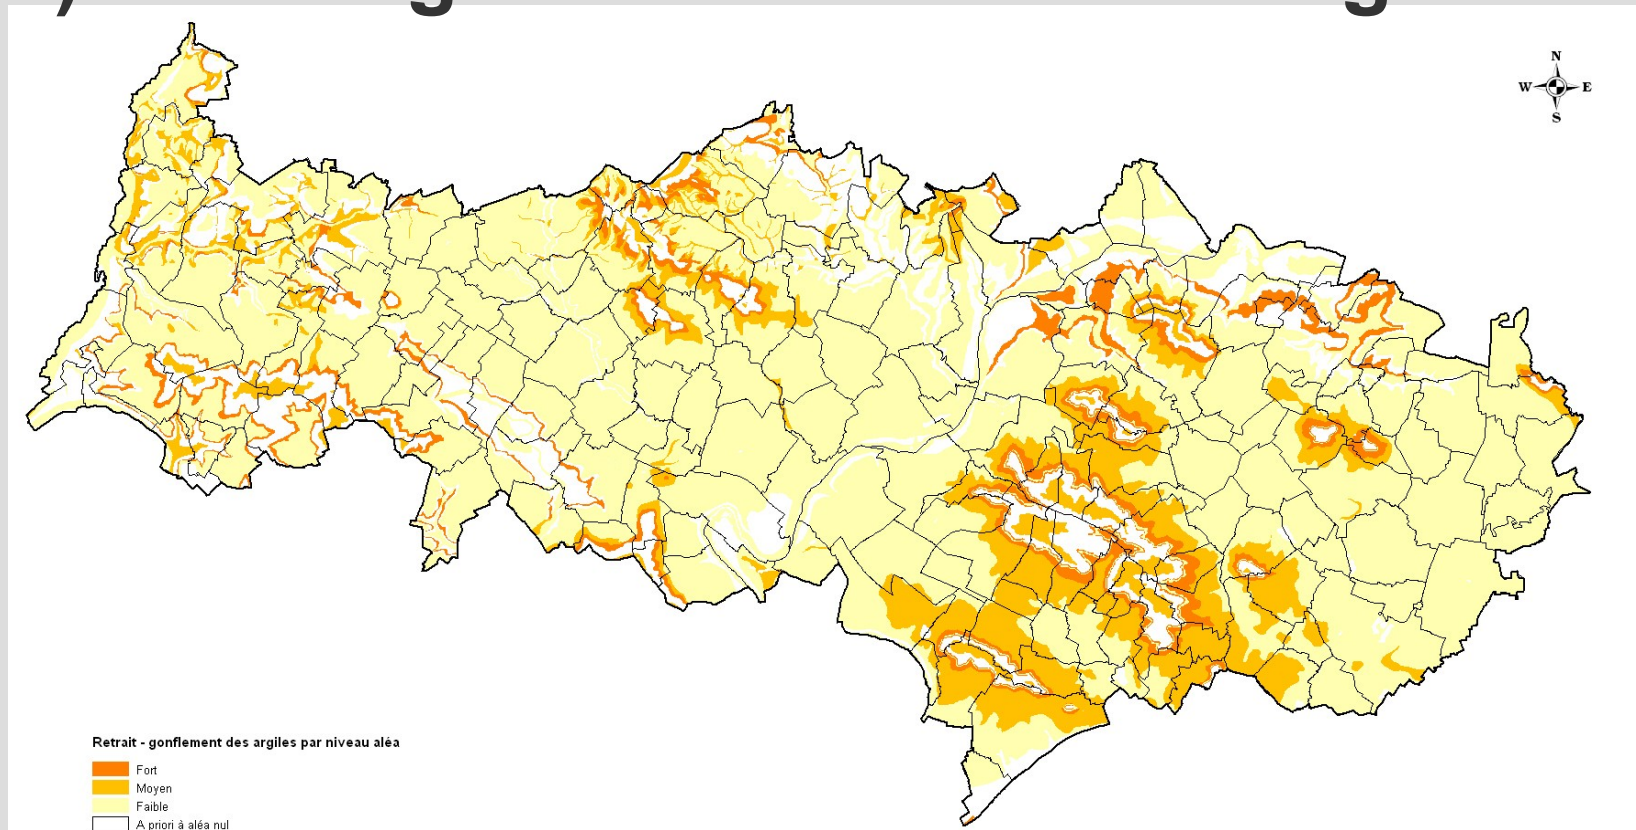 N
W E
S
Retrait - gonflement des argiles par niveau aléa
Fort
Moyen
Faible
A priori à aléa nul